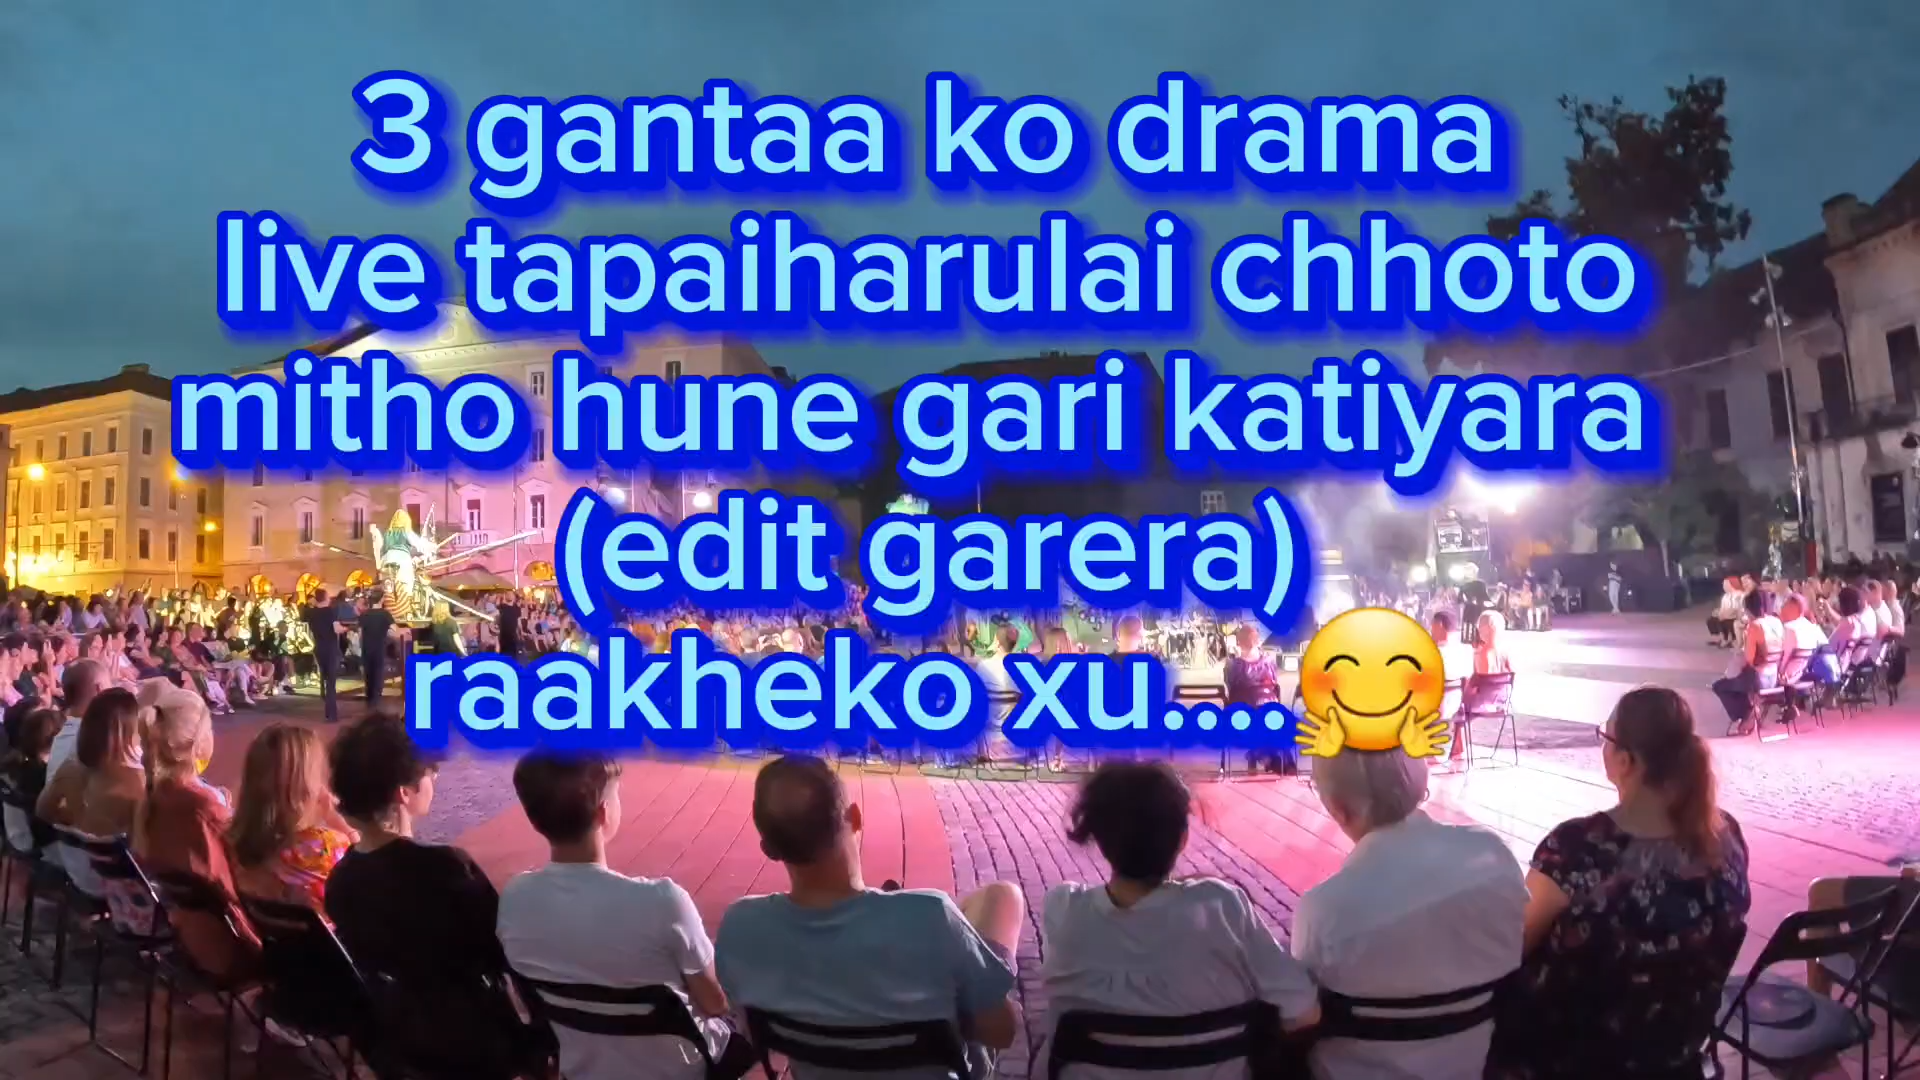 3 gantaa ko drama
live tapaiharulai chhoto
mitho hune gari katiyara
(edit garera)
raakheko xu....🤗